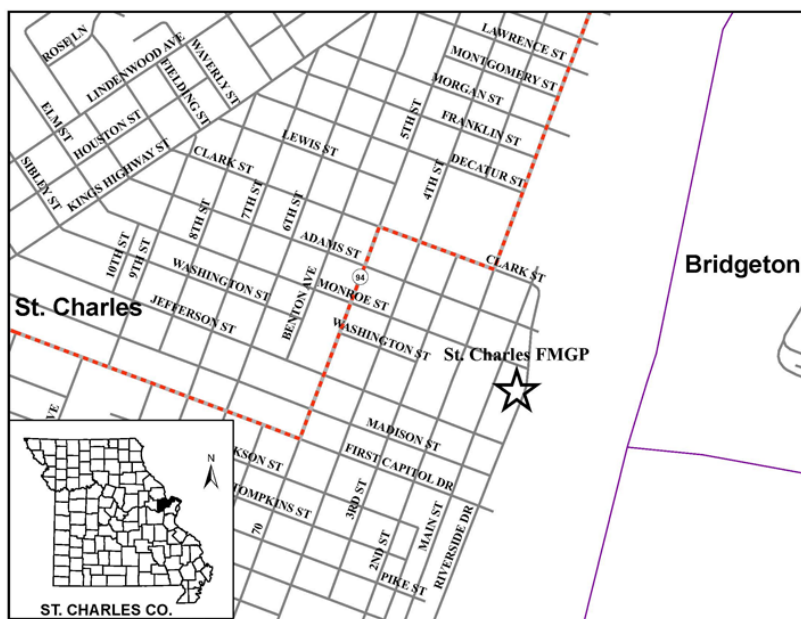 LAWRENCE ST
ROSE LN
LINDENWOOD AVE
WAVERLY ST
MONTGOMERY ST
FIELDING ST
MORGAN ST
ELM ST
HOUSTON ST
5TH ST
FRANKLIN ST
LEWIS ST
DECATUR ST
SIBLEY ST
KINGS HIGHWAY ST
CLARK ST
4TH ST
7TH ST
6TH ST
8TH ST
ADAMS ST
CLARK ST
Bridgeton
10TH ST
9TH ST
WASHINGTON ST
94
MONROE ST
St. Charles
JEFFERSON ST
BENTON AVE
WASHINGTON ST
St. Charles FMGP
MADISON ST
VE
FIRST CAPITOL DR
KSON ST
N
TOMPKINS ST
3RD ST
MAIN ST
RIVERSIDE DR
70
2ND ST
PIKE ST
ST. CHARLES CO.